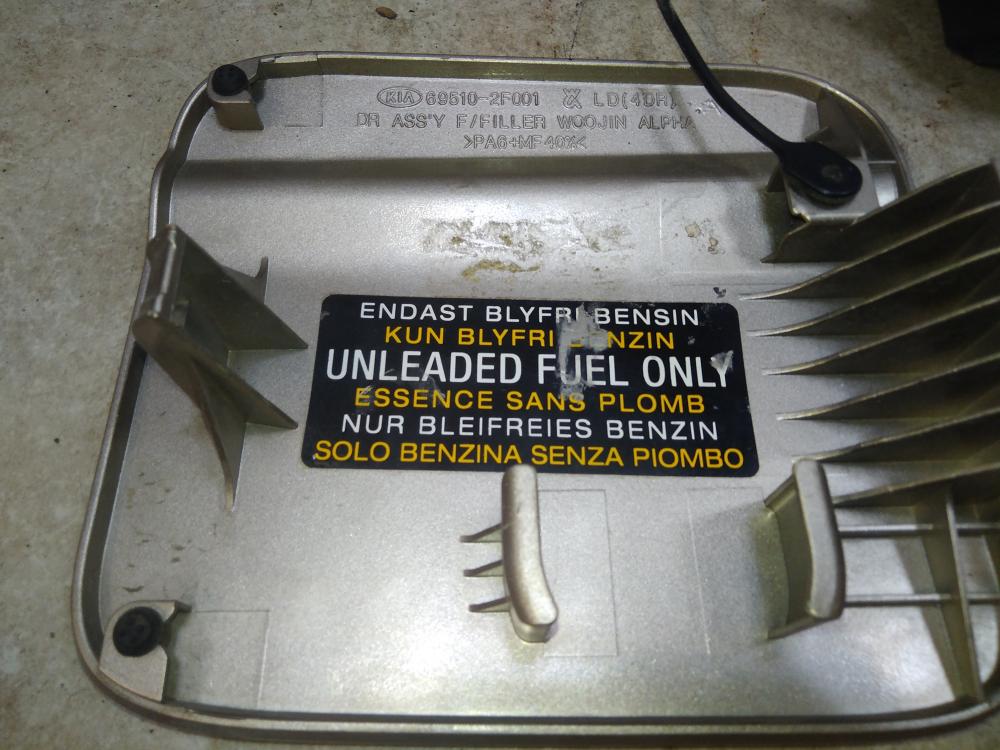 KIA 69510-2F001 LD(4DR)
DR ASS'Y F/FILLER WOOJIN ALPHA
>PA6+MF40%<
ENDAST BLYFRI BENSIN
KUN BLYFRI BENZIN
UNLEADED FUEL ONLY
ESSENCE SANS PLOMB
NUR BLEIFREIES BENZIN
SOLO BENZINA SENZA PIOMBO